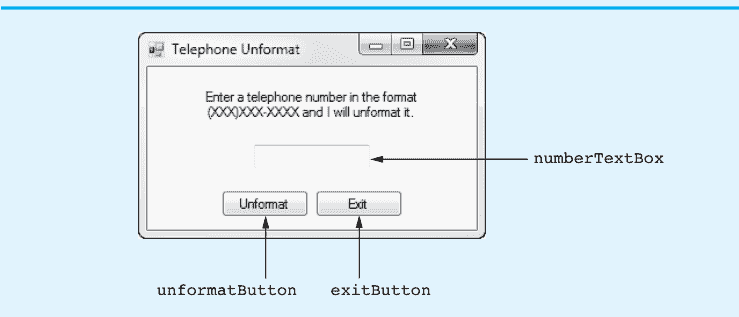 Telephone Unformat
Enter a telephone number in the format
(XXX)XXX-XXXX and I will unformat it.
numberTextBox
Unformat
Exit
unformatButton
exitButton